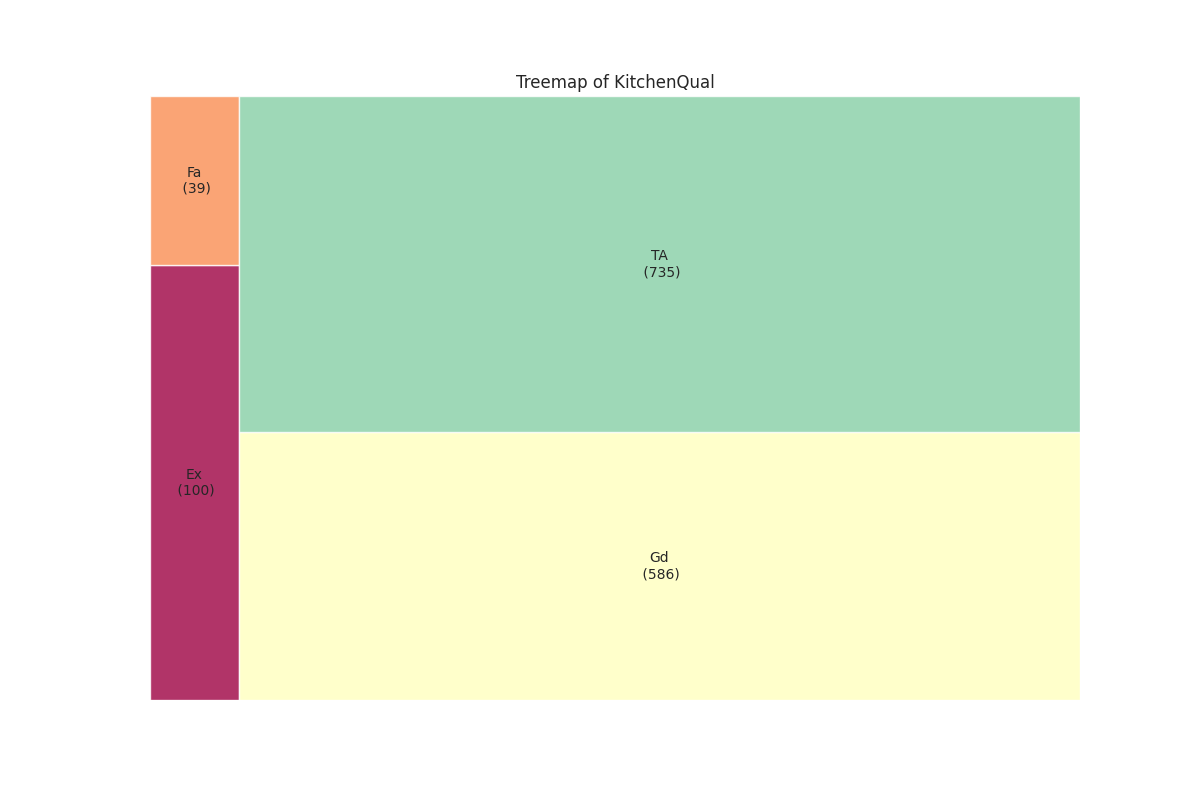 Treemap of KitchenQual
Fa
(39)
TA
(735)
Ex
(100)
Gd
(586)